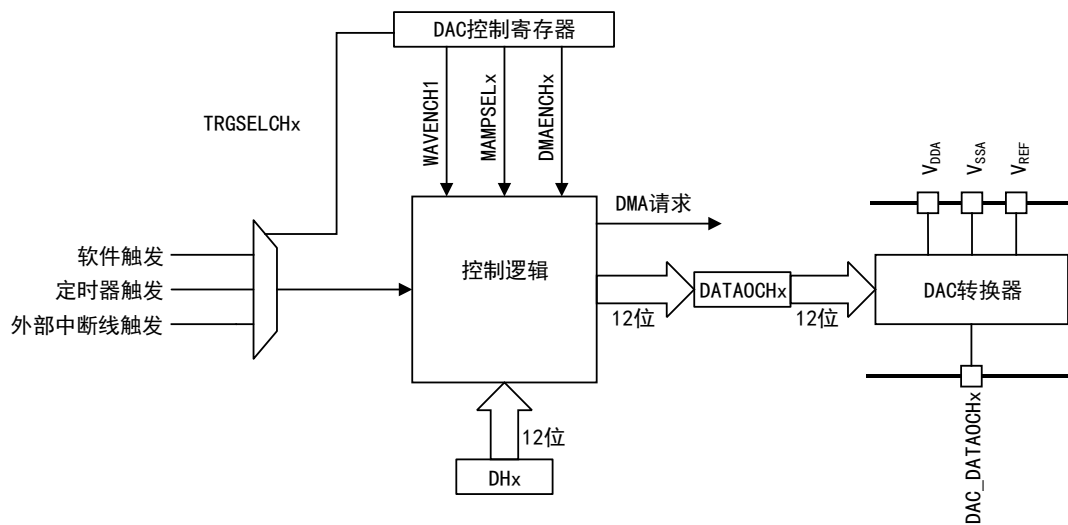 DAC控制寄存器
TRGSELCHx
WAVENCH1
MAMPSELx
DMAENCHx
VDDA
VSSA
VREF
DMA请求
软件触发
定时器触发
外部中断线触发
控制逻辑
DATAOCHx
DAC转换器
12位
12位
12位
DHx
DAC_DATAOCHx